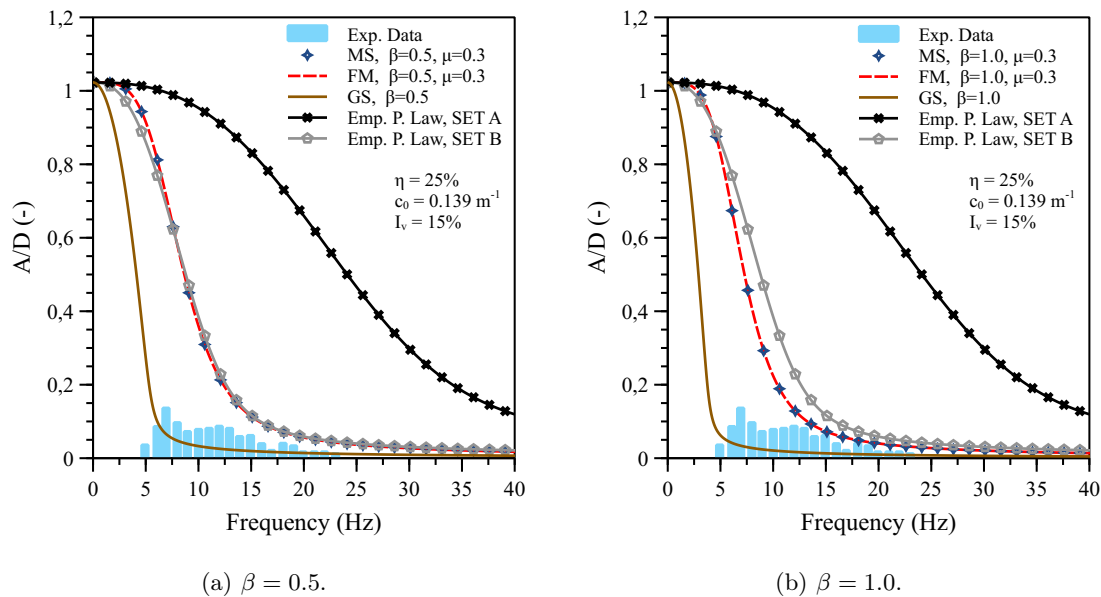 1,2
1
0,8
0,6
0,4
0,2
0
A/D (-)
0 5 10 15 20 25 30 35 40
Frequency (Hz)
Exp. Data
MS, β=0.5, μ=0.3
FM, β=0.5, μ=0.3
GS, β=0.5
Emp. P. Law, SET A
Emp. P. Law, SET B
η = 25%
c₀ = 0.139 m⁻¹
Iᵥ = 15%
(a) β = 0.5.
1,2
1
0,8
0,6
0,4
0,2
0
A/D (-)
0 5 10 15 20 25 30 35 40
Frequency (Hz)
Exp. Data
MS, β=1.0, μ=0.3
FM, β=1.0, μ=0.3
GS, β=1.0
Emp. P. Law, SET A
Emp. P. Law, SET B
η = 25%
c₀ = 0.139 m⁻¹
Iᵥ = 15%
(b) β = 1.0.